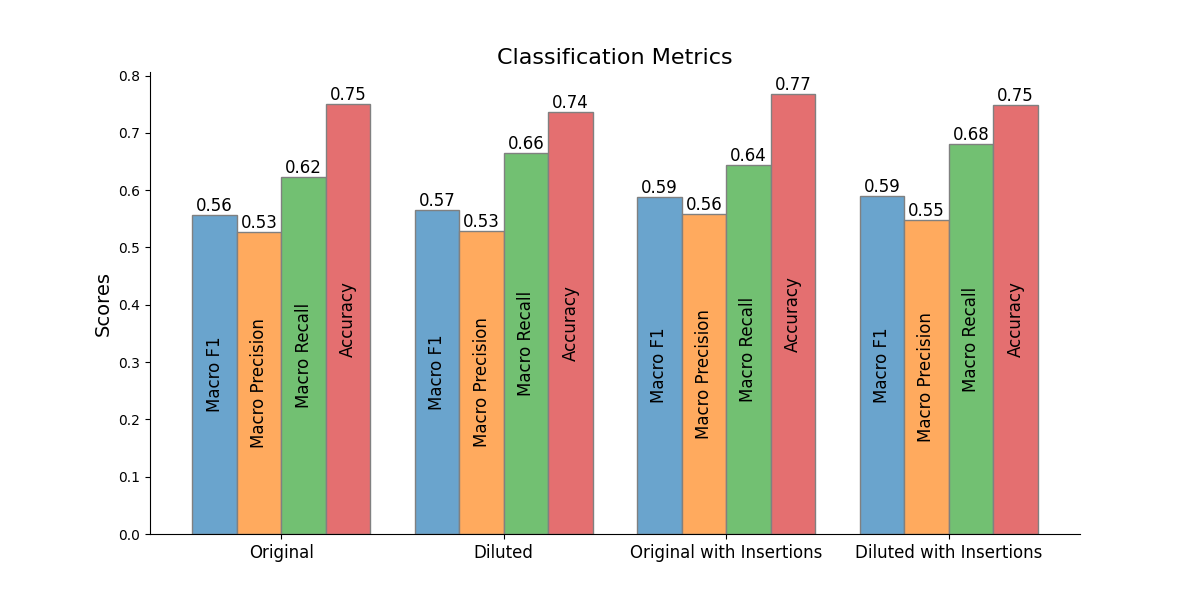 Classification Metrics
Scores
0.8
0.7
0.6
0.5
0.4
0.3
0.2
0.1
0.0
0.56
0.53
0.62
0.75
0.57
0.53
0.66
0.74
0.59
0.56
0.64
0.77
0.59
0.55
0.68
0.75
Macro F1
Macro Precision
Macro Recall
Accuracy
Macro F1
Macro Precision
Macro Recall
Accuracy
Macro F1
Macro Precision
Macro Recall
Accuracy
Macro F1
Macro Precision
Macro Recall
Accuracy
Original
Diluted
Original with Insertions
Diluted with Insertions